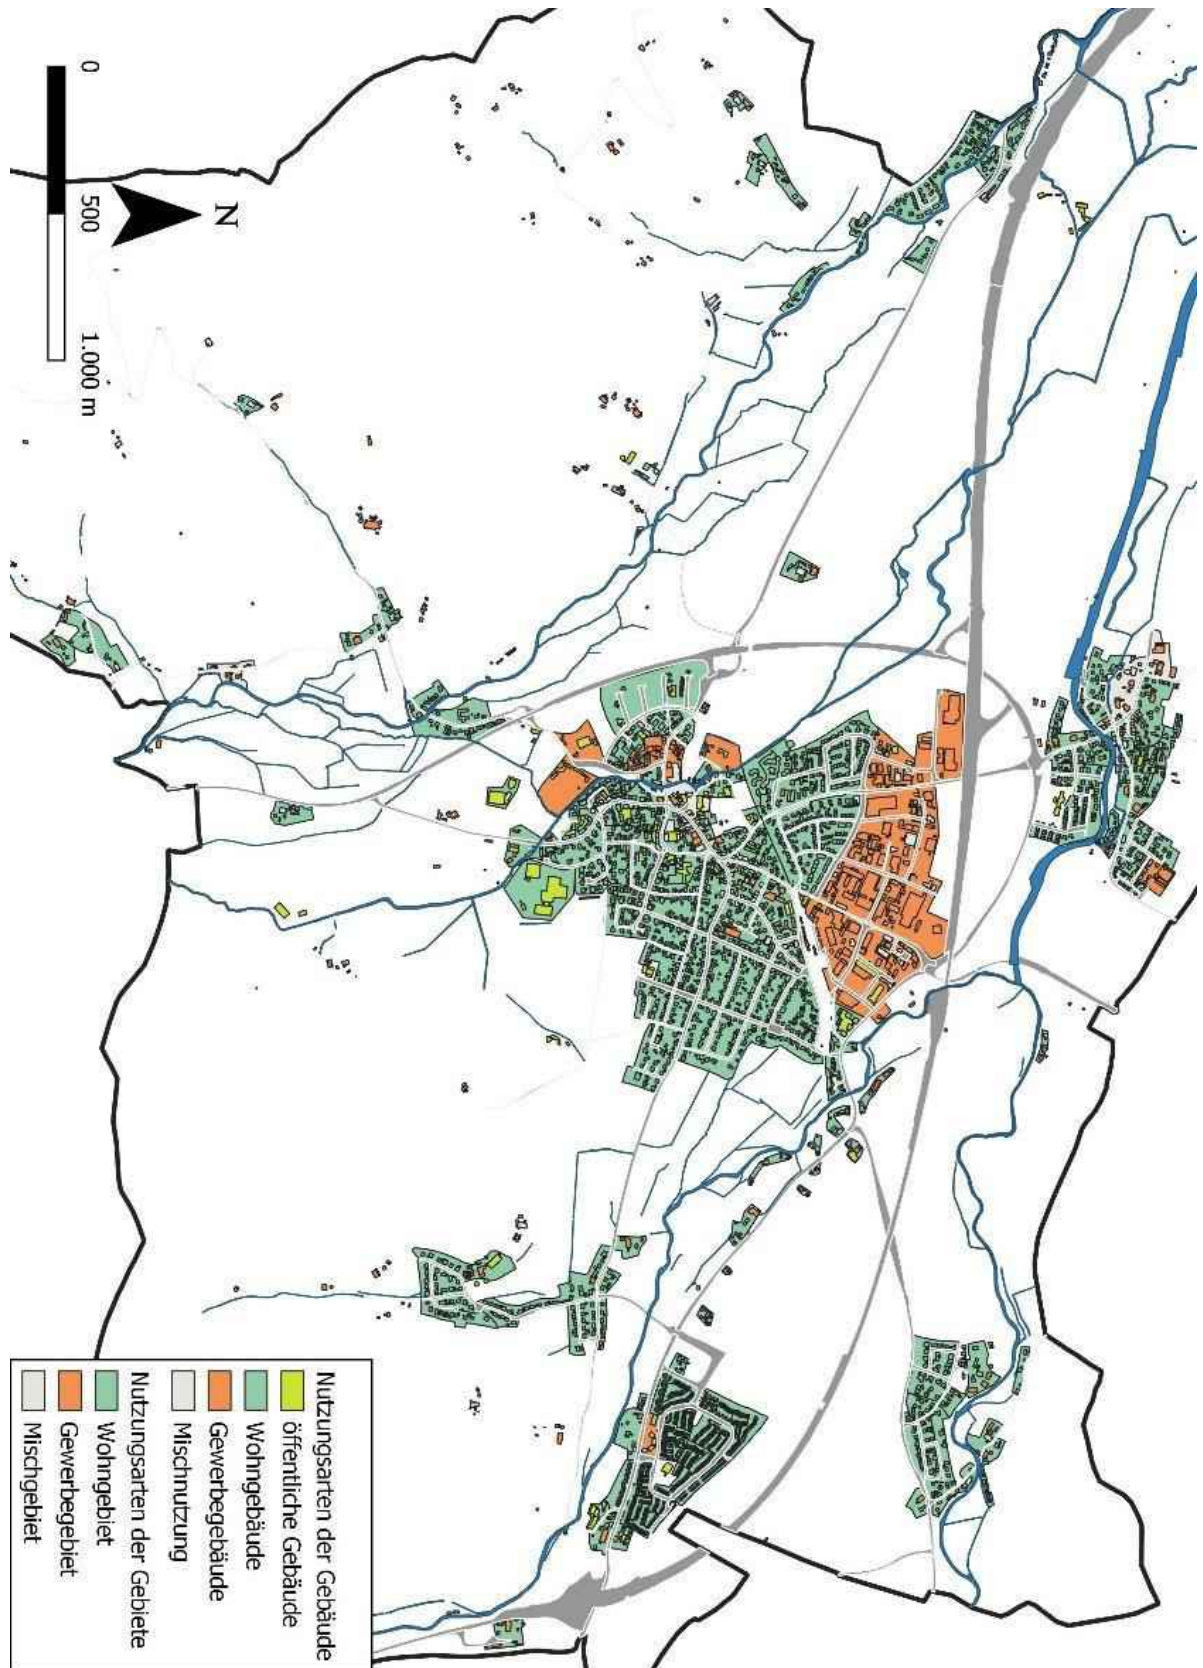 0 500 1.000 m
N
Nutzungsarten der Gebäude
öffentliche Gebäude
Wohngebäude
Gewerbegebäude
Mischnutzung
Nutzungsarten der Gebiete
Wohngebiet
Gewerbegebiet
Mischgebiet